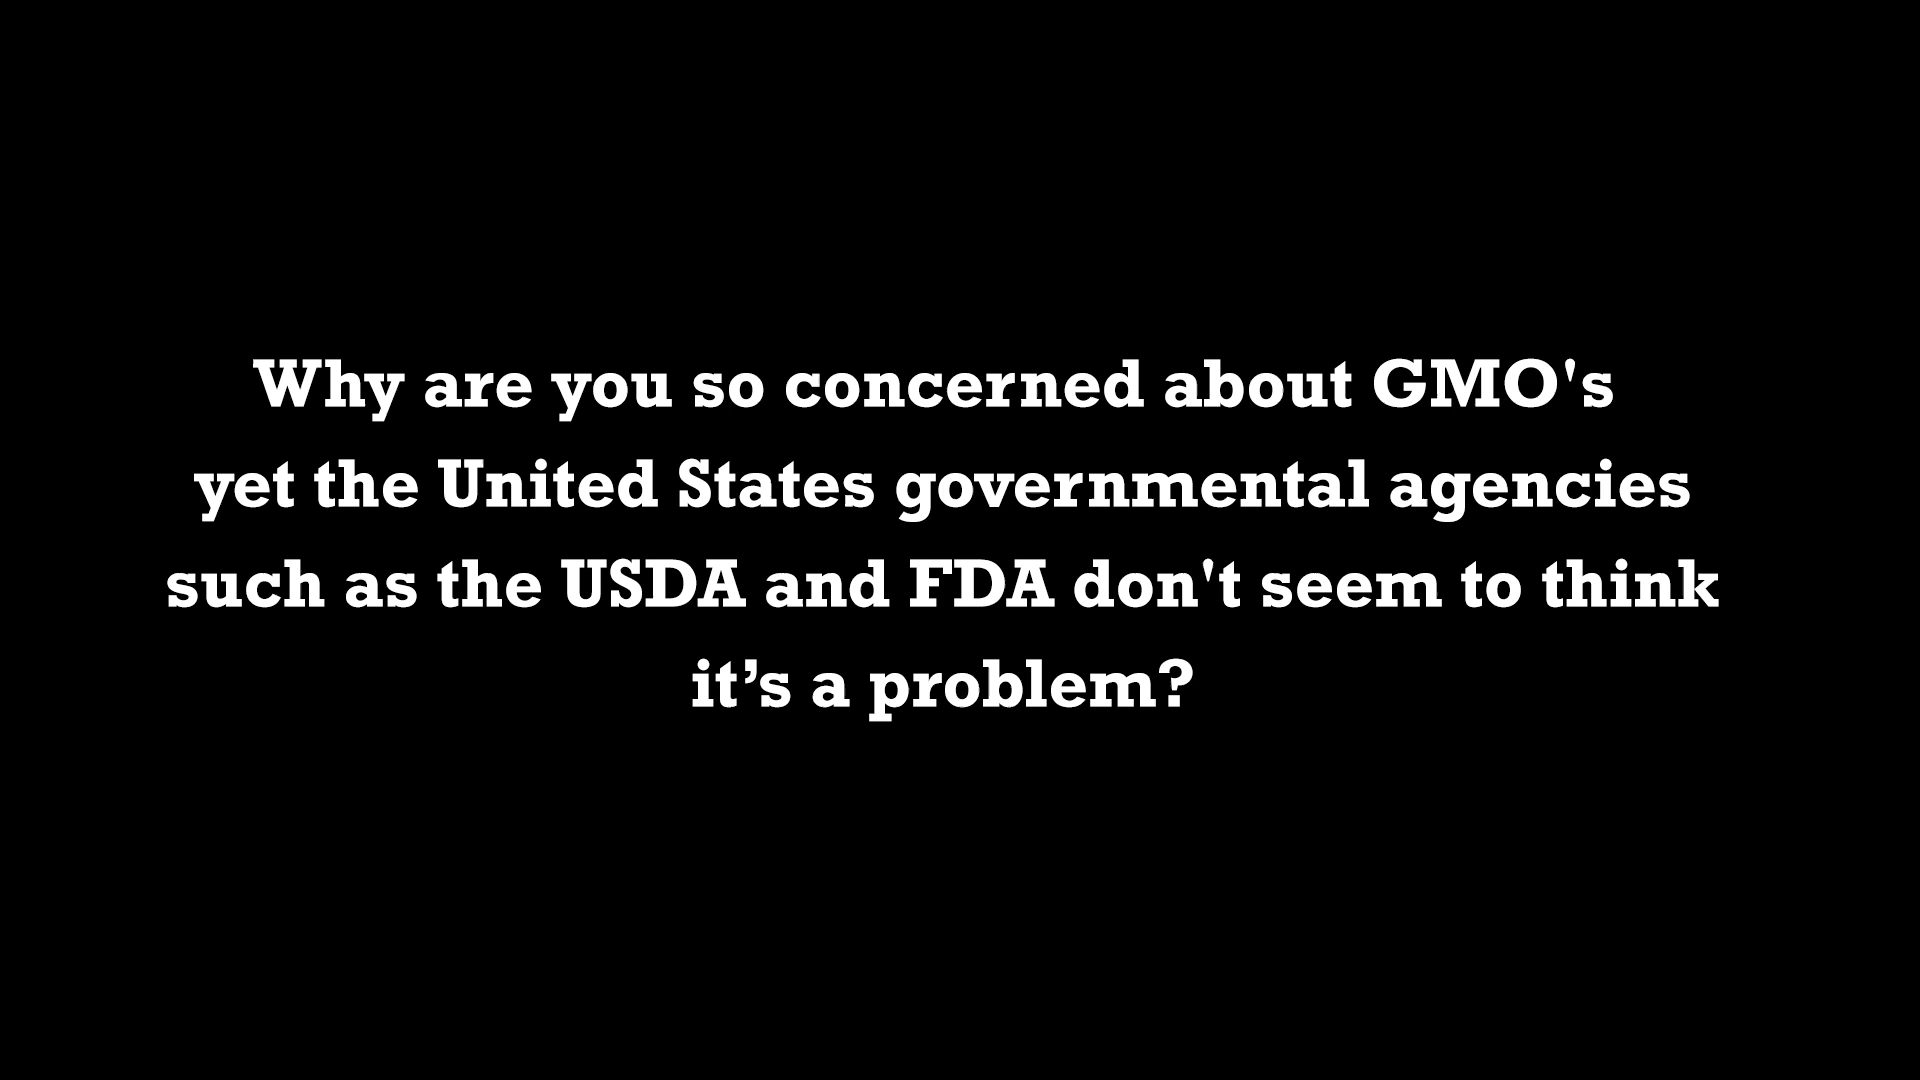 Why are you so concerned about GMO's
yet the United States governmental agencies
such as the USDA and FDA don't seem to think
it’s a problem?